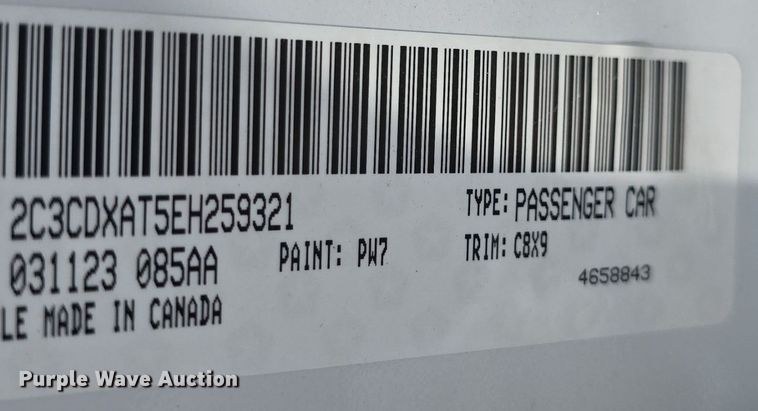 2C3CDXAT5EH259321 TYPE: PASSENGER CAR
031123 085AA PAINT: PW7 TRIM: C8X9
LE MADE IN CANADA 4658843
Purple Wave Auction